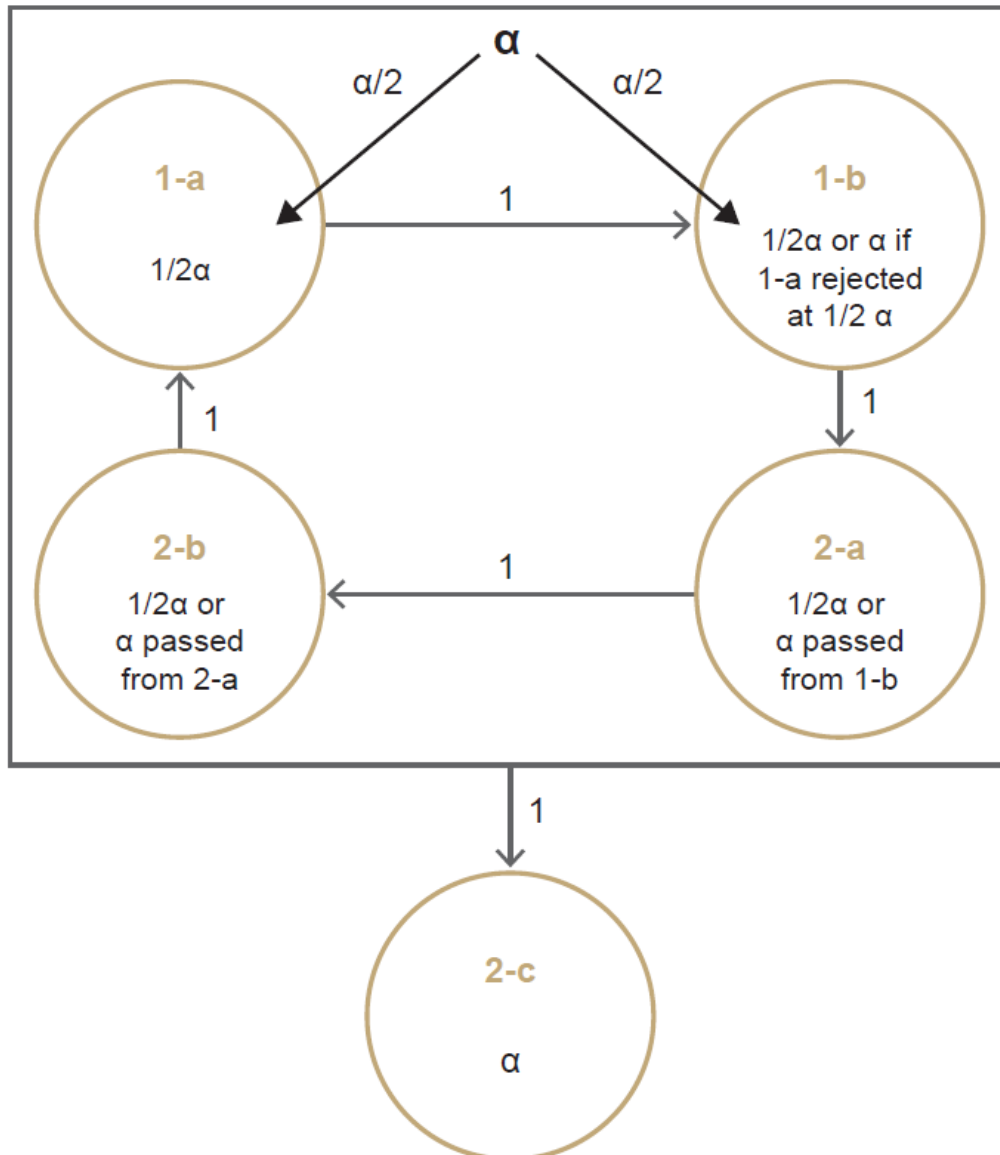 α
α/2
α/2
1-a
1/2α
1
1-b
1/2α or α if
1-a rejected
at 1/2 α
1
1
2-b
1/2α or
α passed
from 2-a
1
2-a
1/2α or
α passed
from 1-b
1
2-c
α